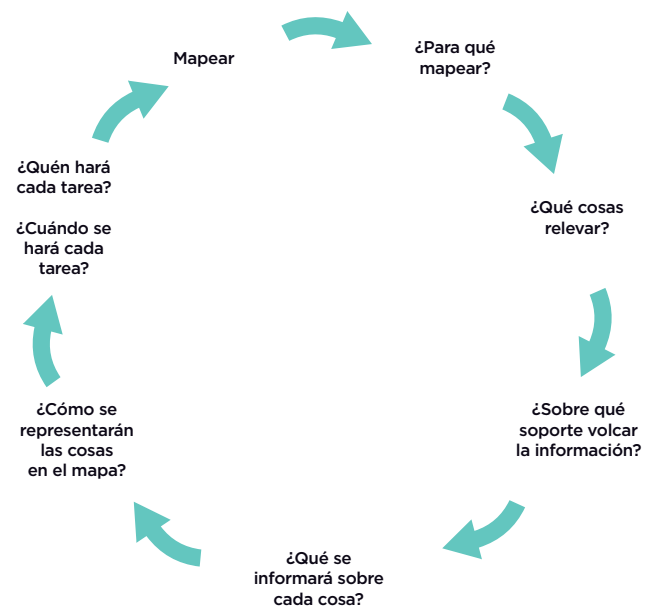 Mapear
¿Para qué
mapear?
¿Qué cosas
relevar?
¿Sobre qué
soporte volcar
la información?
¿Qué se
informará sobre
cada cosa?
¿Cómo se
representarán
las cosas
en el mapa?
¿Quén hará
cada tarea?
¿Cuándo se
hará cada
tarea?